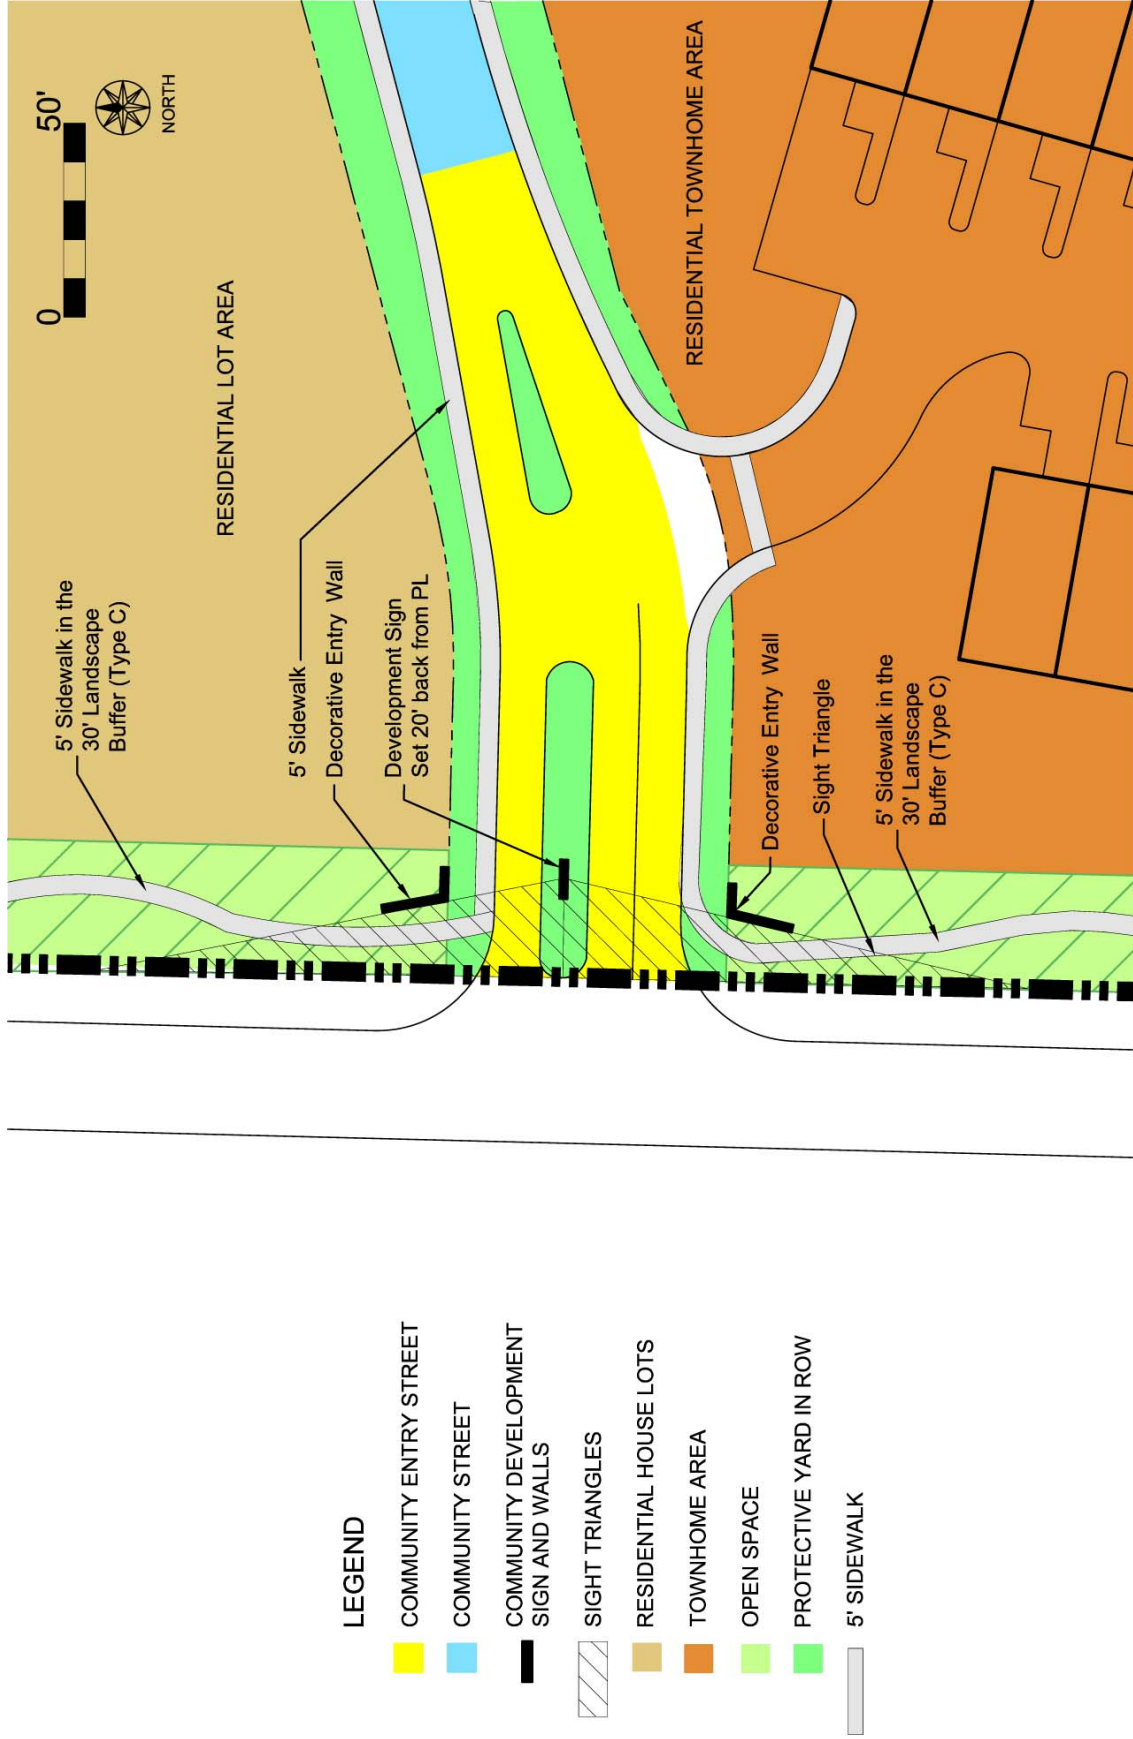 0
50'
NORTH
RESIDENTIAL LOT AREA
RESIDENTIAL TOWNHOME AREA
5' Sidewalk in the
30' Landscape
Buffer (Type C)
5' Sidewalk
Decorative Entry Wall
Development Sign
Set 20' back from PL
Decorative Entry Wall
Sight Triangle
5' Sidewalk in the
30' Landscape
Buffer (Type C)
LEGEND
COMMUNITY ENTRY STREET
COMMUNITY STREET
COMMUNITY DEVELOPMENT
SIGN AND WALLS
SIGHT TRIANGLES
RESIDENTIAL HOUSE LOTS
TOWNHOME AREA
OPEN SPACE
PROTECTIVE YARD IN ROW
5' SIDEWALK